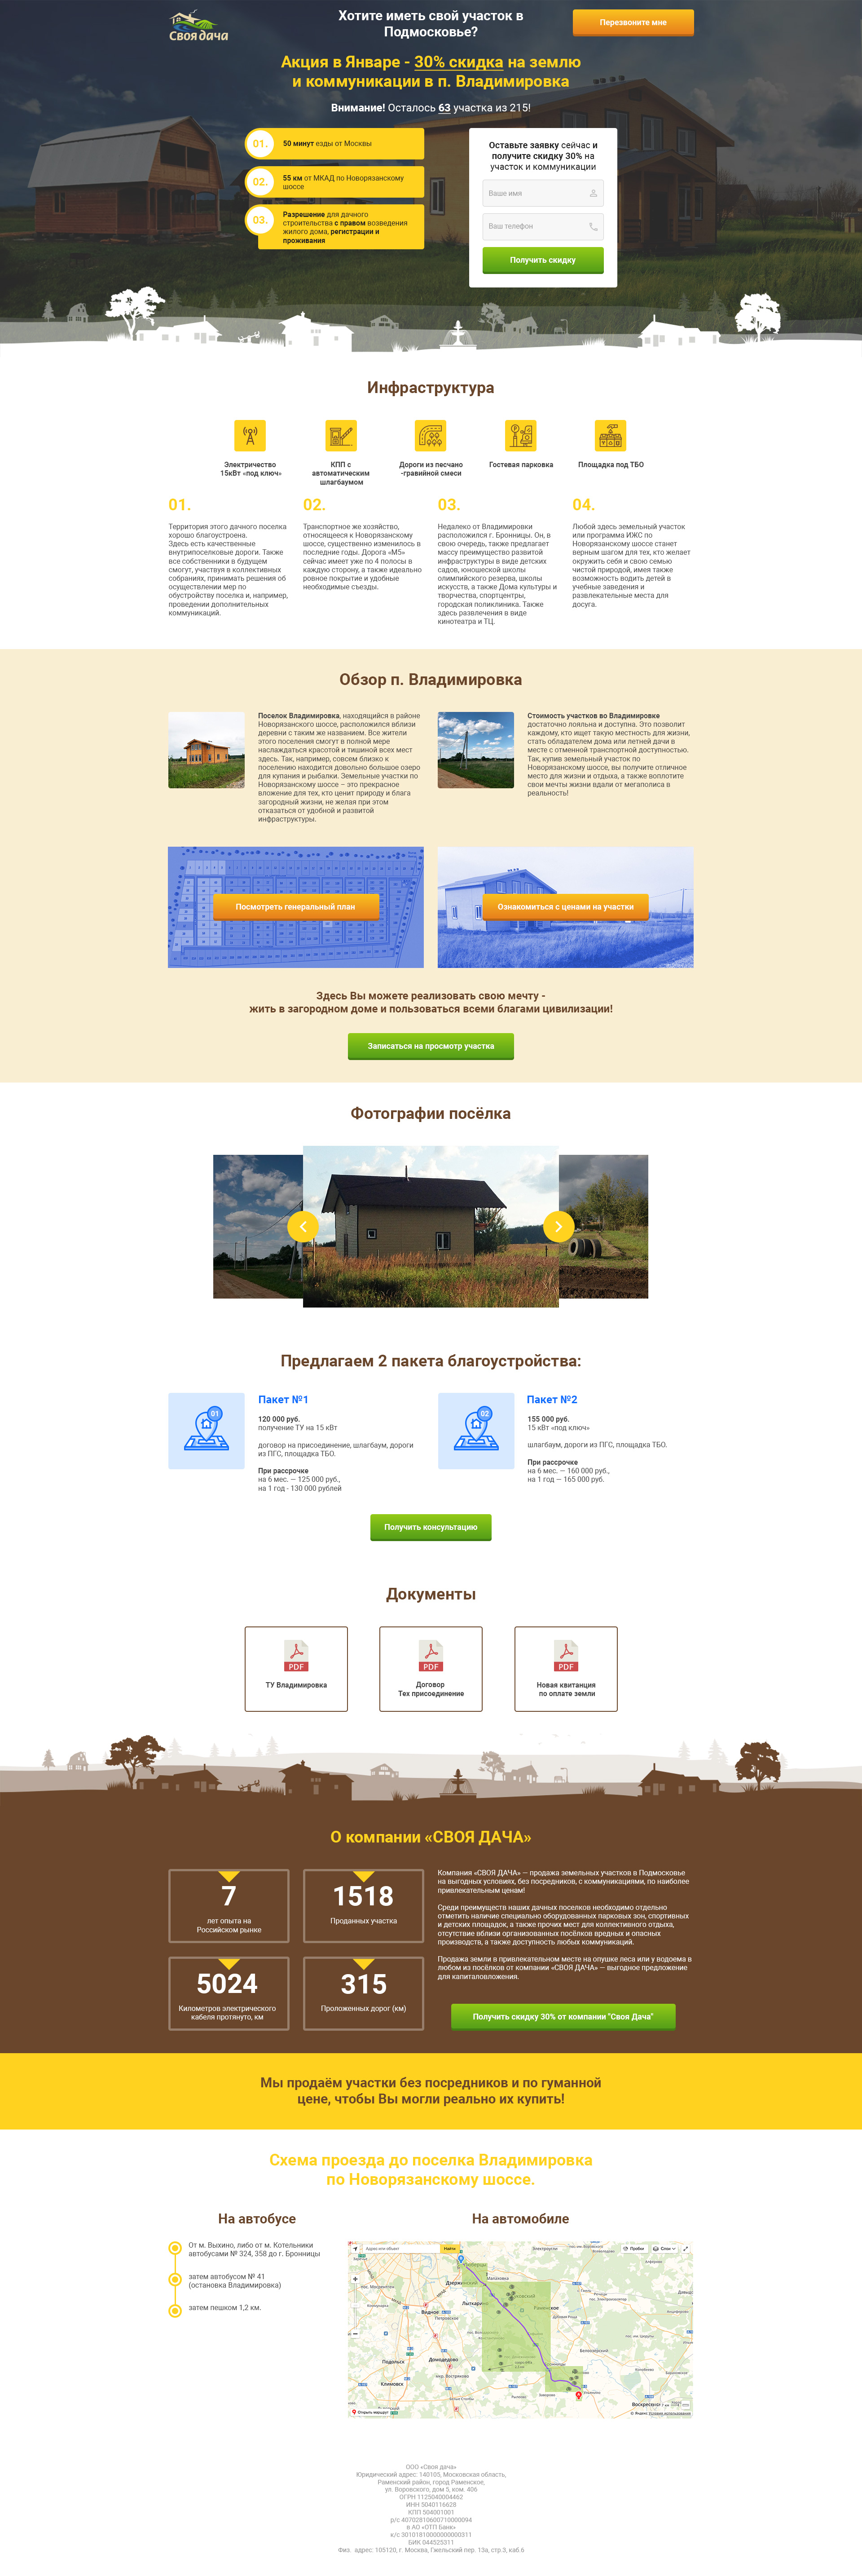 Своя дача
Хотите иметь свой участок в
Подмосковье?
Перезвоните мне
Акция в Январе - 30% скидка на землю
и коммуникации в п. Владимировка
Внимание! Осталось 63 участка из 215!
01.
50 минут езды от Москвы
02.
55 км от МКАД по Новорязанскому
шоссе
03.
Разрешение для дачного
строительства с правом возведения
жилого дома, регистрации и
проживания
Оставьте заявку сейчас и
получите скидку 30% на
участок и коммуникации
Ваше имя
Ваш телефон
Получить скидку
Инфраструктура
Электричество
15кВт «под ключ»
КПП с
автоматическим
шлагбаумом
Дороги из песчано
-гравийной смеси
Гостевая парковка
Площадка под ТБО
01.
Территория этого дачного поселка
хорошо благоустроена.
Здесь есть качественные
внутрипоселковые дороги. Также
все собственники в будущем
смогут, участвуя в коллективных
собраниях, принимать решения об
осуществлении мер по
обустройству поселка и, например,
проведении дополнительных
коммуникаций.
02.
Транспортное же хозяйство,
относящееся к Новорязанскому
шоссе, существенно изменилось в
последние годы. Дорога «М5»
сейчас имеет уже по 4 полосы в
каждую сторону, а также идеально
ровное покрытие и удобные
необходимые съезды.
03.
Недалеко от Владимировки
расположился г. Бронницы. Он, в
свою очередь, также предлагает
массу преимущество развитой
инфраструктуры в виде детских
садов, юношеской школы
олимпийского резерва, школы
искусств, а также Дома культуры и
творчества, спортцентры,
городская поликлиника. Также
здесь развлечения в виде
кинотеатра и ТЦ.
04.
Любой здесь земельный участок
или программа ИЖС по
Новорязанскому шоссе станет
верным шагом для тех, кто желает
окружить себя и свою семью
чистой природой, имея также
возможность водить детей в
учебные заведения и
развлекательные места для
досуга.
Обзор п. Владимировка
Поселок Владимировка, находящийся в районе
Новорязанского шоссе, расположился вблизи
деревни с таким же названием. Все жители
этого поселения смогут в полной мере
наслаждаться красотой и тишиной всех мест
здесь. Так, например, совсем близко к
поселению находится довольно большое озеро
для купания и рыбалки. Земельные участки по
Новорязанскому шоссе – это прекрасное
вложение для тех, кто ценит природу и блага
загородный жизни, не желая при этом
отказаться от удобной и развитой
инфраструктуры.
Стоимость участков во Владимировке
достаточно лояльна и доступна. Это позволит
каждому, кто ищет такую местность для жизни,
стать обладателем дома или летней дачи в
месте с отменной транспортной доступностью.
Так, купив земельный участок по
Новорязанскому шоссе, вы получите отличное
место для жизни и отдыха, а также воплотите
свои мечты жизни вдали от мегаполиса в
реальность!
Посмотреть генеральный план
Ознакомиться с ценами на участки
Здесь Вы можете реализовать свою мечту -
жить в загородном доме и пользоваться всеми благами цивилизации!
Записаться на просмотр участка
Фотографии посёлка
Предлагаем 2 пакета благоустройства:
01
Пакет №1
120 000 руб.
получение ТУ на 15 кВт
договор на присоединение, шлагбаум, дороги
из ПГС, площадка ТБО.
При рассрочке
на 6 мес. — 125 000 руб.,
на 1 год - 130 000 рублей
02
Пакет №2
155 000 руб.
15 кВт «под ключ»
шлагбаум, дороги из ПГС, площадка ТБО.
При рассрочке
на 6 мес. — 160 000 руб.,
на 1 год — 165 000 руб.
Получить консультацию
Документы
PDF
ТУ Владимировка
PDF
Договор
Тех присоединение
PDF
Новая квитанция
по оплате земли
О компании «СВОЯ ДАЧА»
7
лет опыта на
Российском рынке
1518
Проданных участка
5024
Километров электрического
кабеля протянуто, км
315
Проложенных дорог (км)
Компания «СВОЯ ДАЧА» — продажа земельных участков в Подмосковье
на выгодных условиях, без посредников, с коммуникациями, по наиболее
привлекательным ценам!
Среди преимуществ наших дачных поселков необходимо отдельно
отметить наличие специально оборудованных парковых зон, спортивных
и детских площадок, а также прочих мест для коллективного отдыха,
отсутствие вблизи организованных посёлков вредных и опасных
производств, а также доступность любых коммуникаций.
Продажа земли в привлекательном месте на опушке леса или у водоема в
любом из посёлков от компании «СВОЯ ДАЧА» — выгодное предложение
для капиталовложения.
Получить скидку 30% от компании "Своя Дача"
Мы продаём участки без посредников и по гуманной
цене, чтобы Вы могли реально их купить!
Схема проезда до поселка Владимировка
по Новорязанскому шоссе.
На автобусе
От м. Выхино, либо от м. Котельники
автобусами № 324, 358 до г. Бронницы
затем автобусом № 41
(остановка Владимировка)
затем пешком 1,2 км.
На автомобиле
Адрес или объект
Найти
Пробки
Слои
Электроугли
Дзержинский
Малаховка
Лыткарино
Видное
Раменское
Домодедово
Подольск
Климовск
Белоозёрский
Воскресенск
Открыть маршрут
© Яндекс Условия использования
ООО «Своя дача»
Юридический адрес: 140105, Московская область,
Раменский район, город Раменское,
ул. Воровского, дом 5, ком. 406
ОГРН 1125040004462
ИНН 5040116628
КПП 504001001
р/с 40702810600710000094
в АО «ОТП Банк»
к/с 30101810000000000311
БИК 044525311
Физ. адрес: 105120, г. Москва, Гжельский пер. 13а, стр 3, каб.6